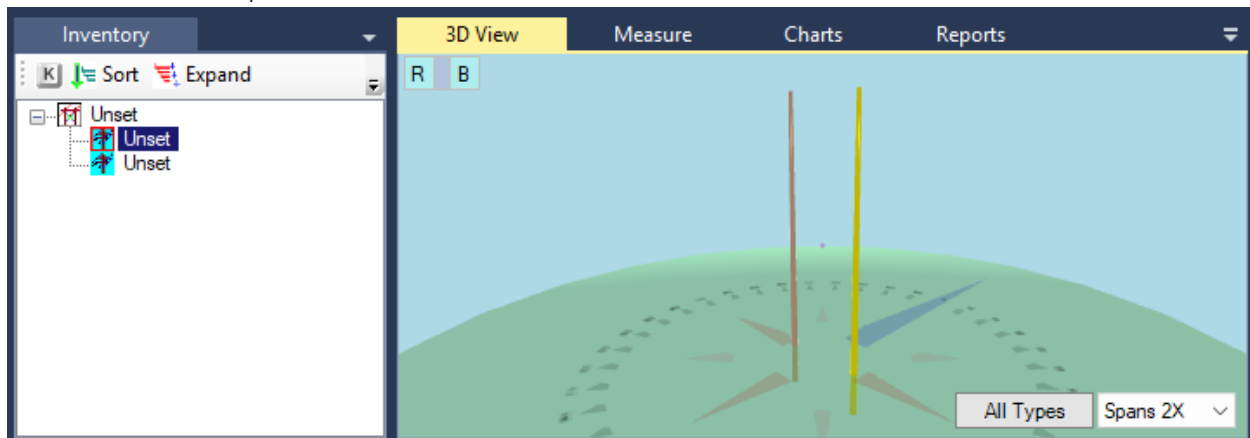 Inventory
3D View Measure Charts Reports
K Sort Expand
R B
Unset
Unset
Unset
All Types Spans 2X